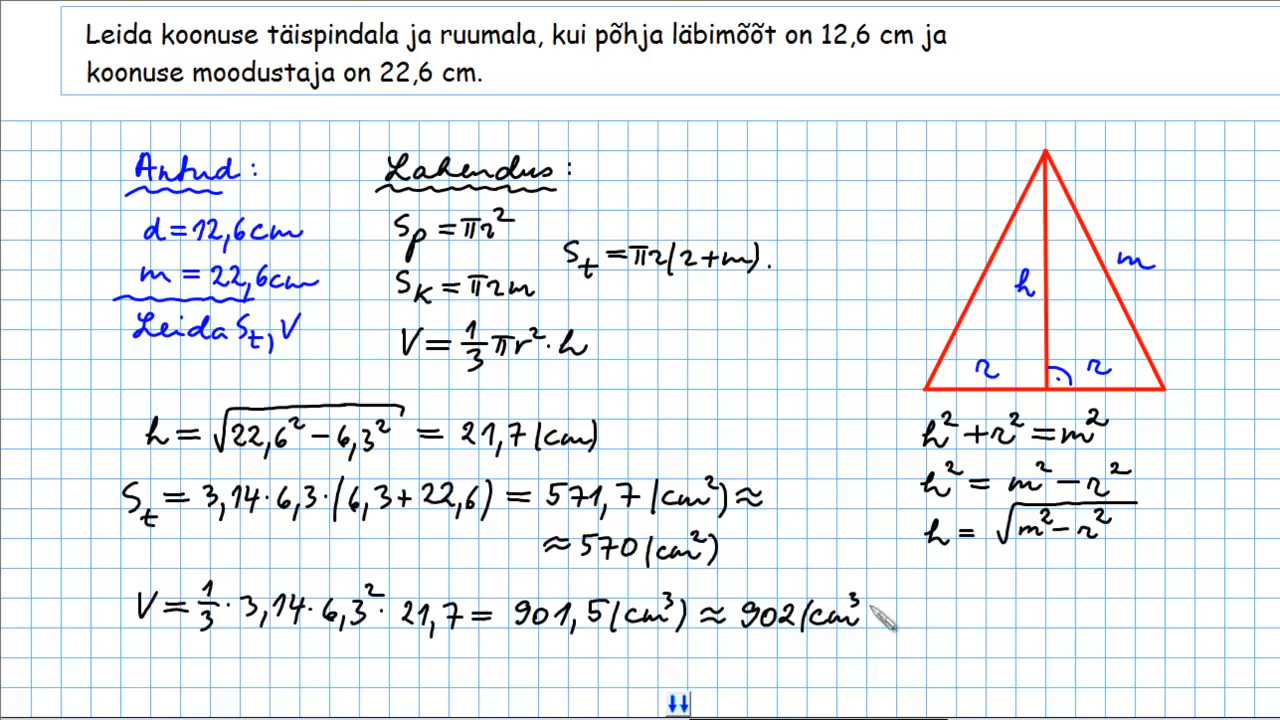 Leida koonuse täispindala ja ruumala, kui põhja läbimõõt on 12,6 cm ja
koonuse moodustaja on 22,6 cm.
Antud:
d = 12,6 cm
m = 22,6 cm
Leida St, V
Lahendus:
Sp = πr²
Sk = πrm
V = 1/3 πr² · h
St = πr(r + m).
h
m
r
r
h = √(22,6² − 6,3²) = 21,7 (cm)
St = 3,14 · 6,3 · (6,3 + 22,6) = 571,7 (cm²) ≈
≈ 570 (cm²)
V = 1/3 · 3,14 · 6,3² · 21,7 = 901,5 (cm³) ≈ 902 (cm³
h² + r² = m²
h² = m² − r²
h = √(m² − r²)